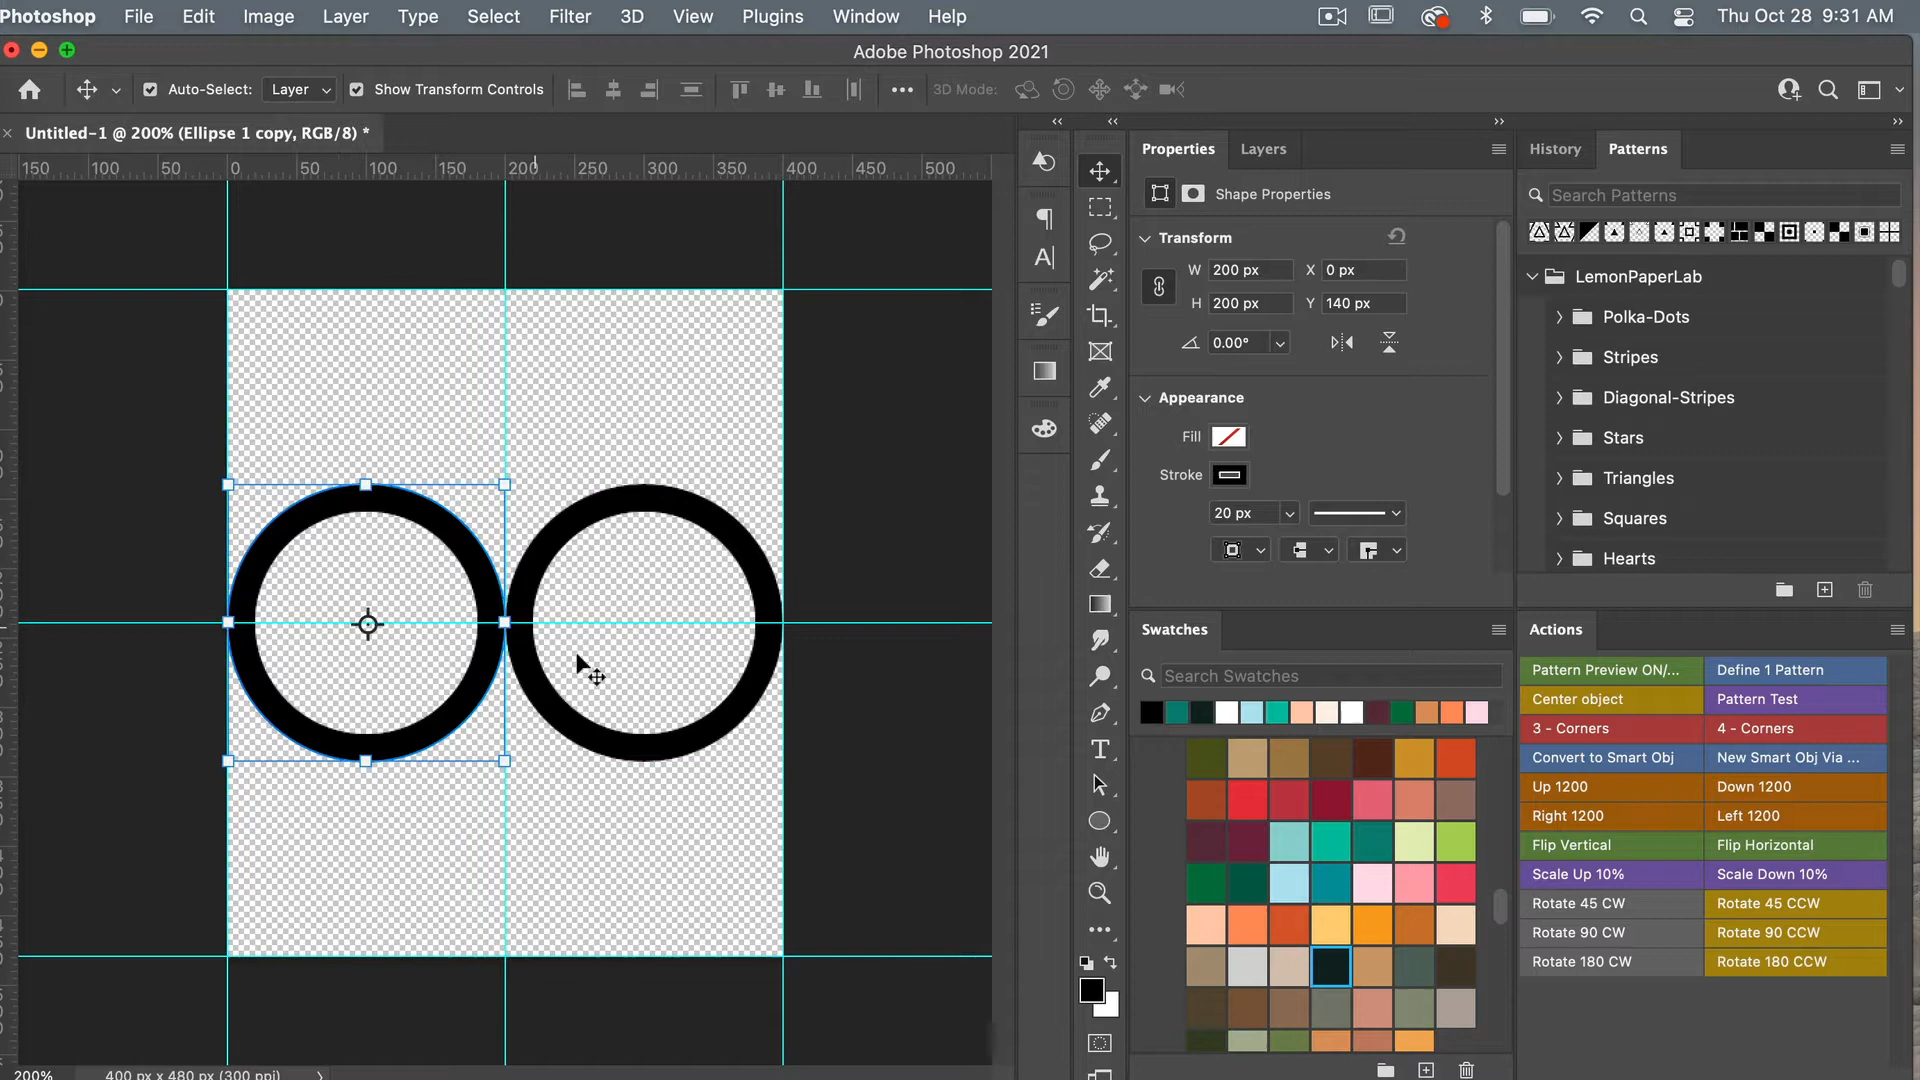 Photoshop File Edit Image Layer Type Select Filter 3D View Plugins Window Help Thu Oct 28 9:31 AM
Adobe Photoshop 2021
Auto-Select: Layer Show Transform Controls 3D Mode:
Untitled-1 @ 200% (Ellipse 1 copy, RGB/8) *
150 100 50 0 50 100 150 200 250 300 350 400 450 500
Properties Layers
Shape Properties
Transform
W 200 px X 0 px
H 200 px Y 140 px
0.00°
Appearance
Fill
Stroke
20 px
Swatches
Search Swatches
History Patterns
Search Patterns
LemonPaperLab
Polka-Dots
Stripes
Diagonal-Stripes
Stars
Triangles
Squares
Hearts
Actions
Pattern Preview ON/... Define 1 Pattern
Center object Pattern Test
3 - Corners 4 - Corners
Convert to Smart Obj New Smart Obj Via ...
Up 1200 Down 1200
Right 1200 Left 1200
Flip Vertical Flip Horizontal
Scale Up 10% Scale Down 10%
Rotate 45 CW Rotate 45 CCW
Rotate 90 CW Rotate 90 CCW
Rotate 180 CW Rotate 180 CCW
200% 400 px x 480 px (300 ppi)